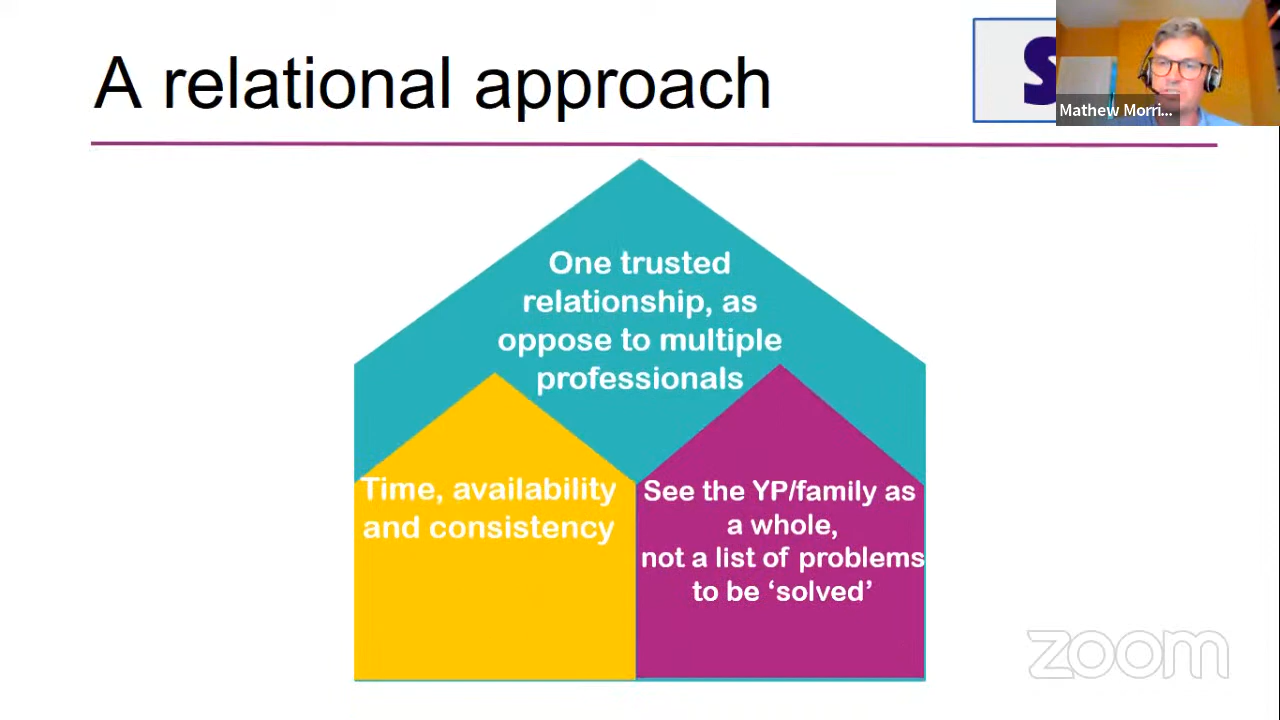 A relational approach
S
Mathew Morri...
One trusted
relationship, as
oppose to multiple
professionals
Time, availability
and consistency
See the YP/family as
a whole,
not a list of problems
to be ‘solved’
zoom